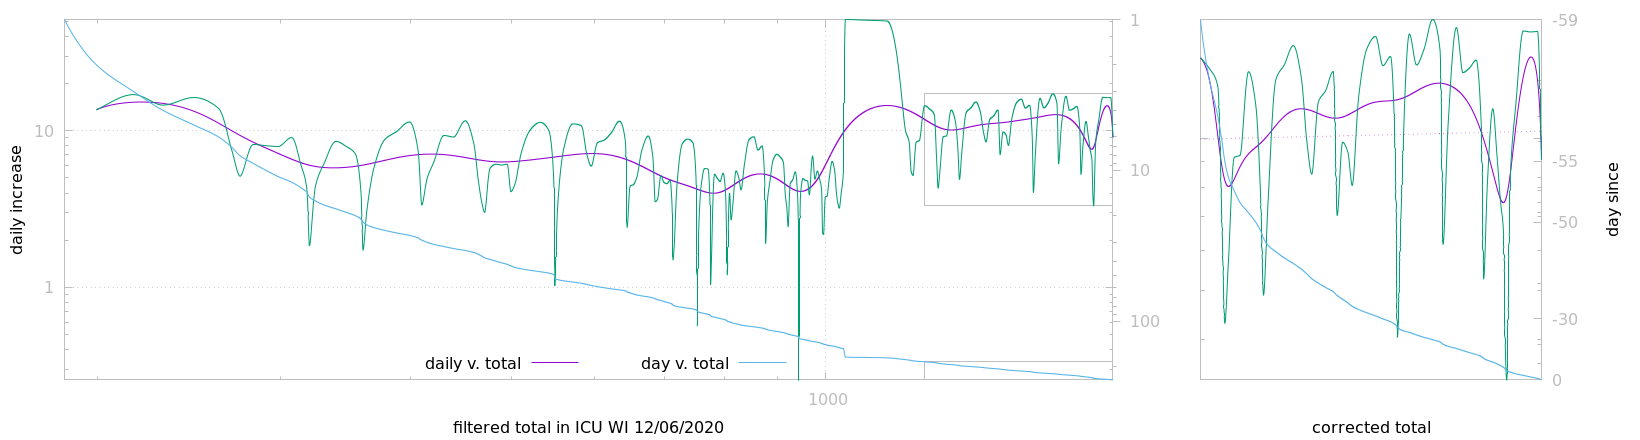 daily increase
10
1
daily v. total
day v. total
1
10
100
1000
filtered total in ICU WI 12/06/2020
-59
-55
-50
-30
0
day since
corrected total